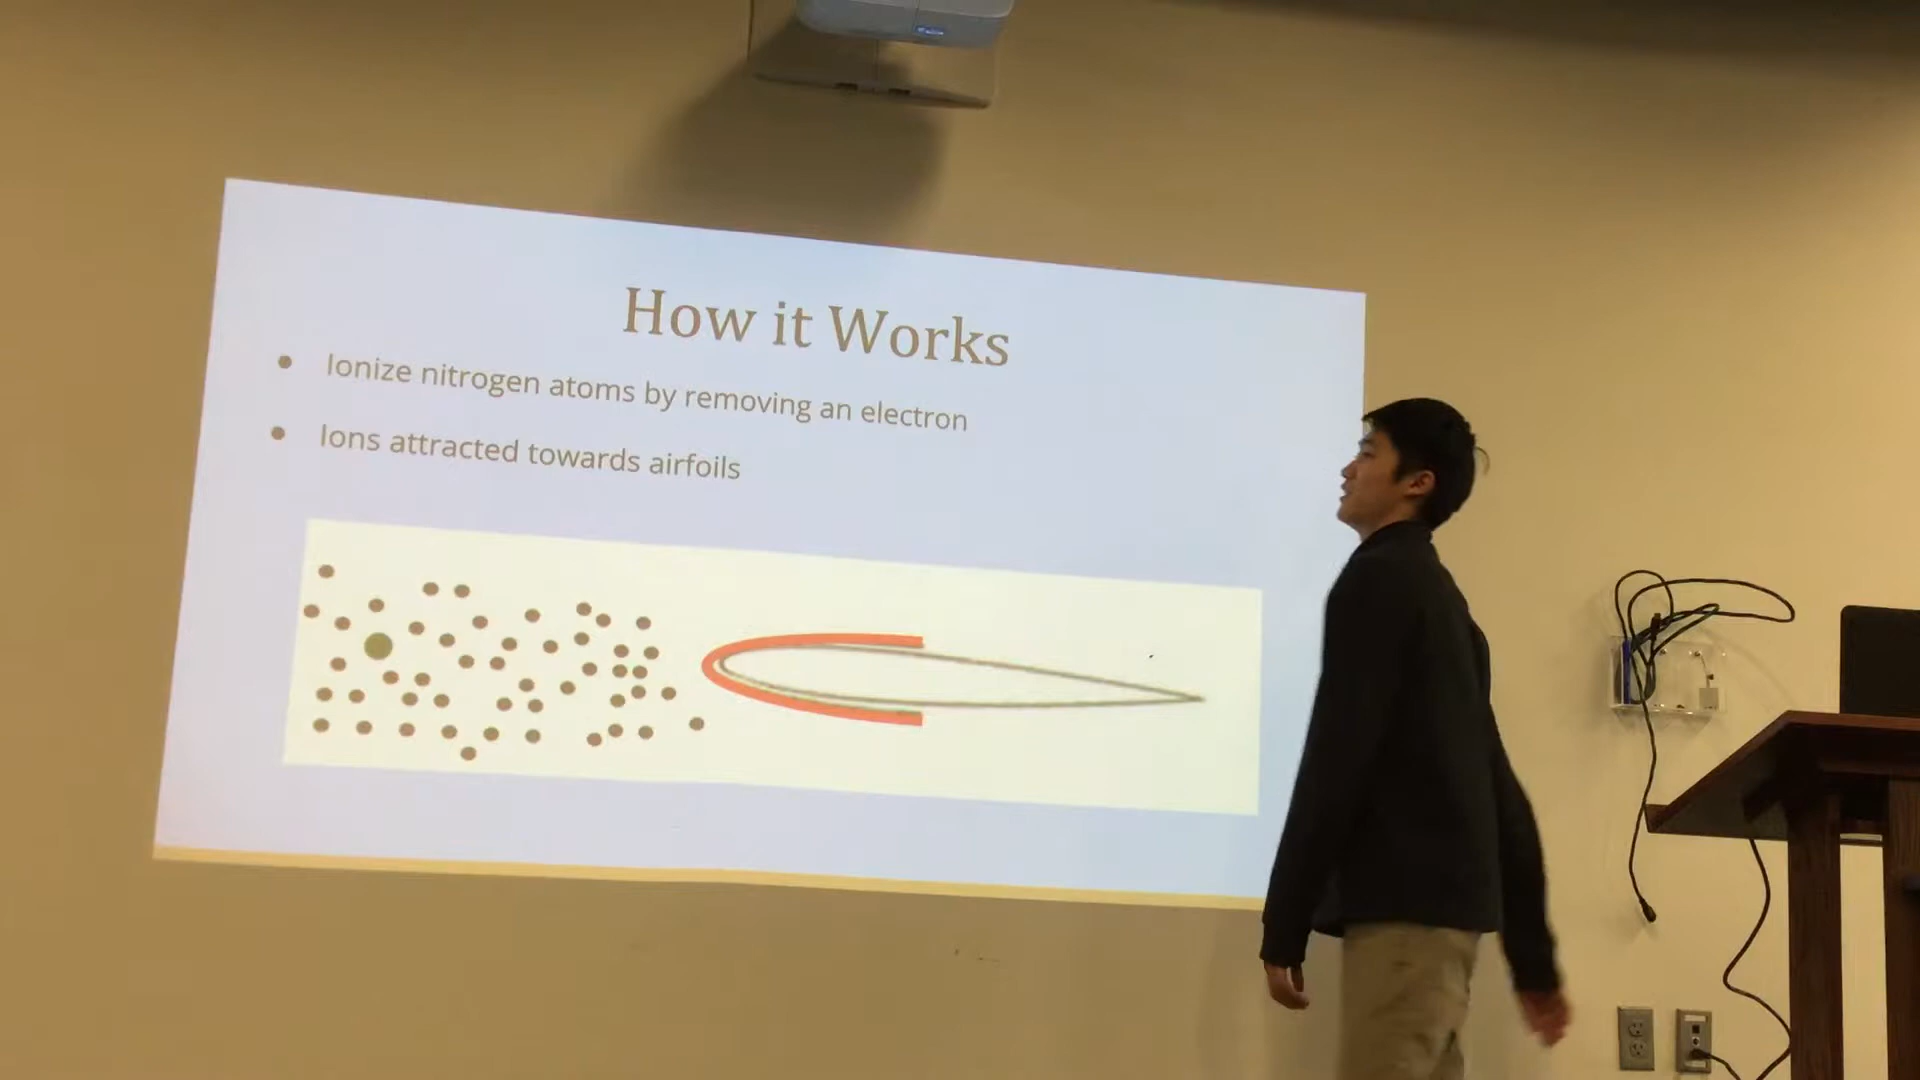 How it Works
Ionize nitrogen atoms by removing an electron
Ions attracted towards airfoils